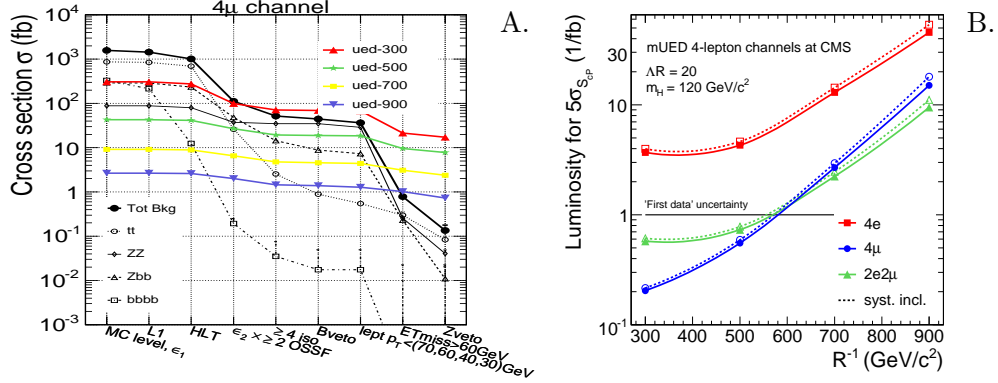 4μ channel
A.
Cross section σ (fb)
10⁴
10³
10²
10
1
10⁻¹
10⁻²
10⁻³
ued-300
ued-500
ued-700
ued-900
Tot Bkg
tt
ZZ
Zbb
bbbb
MC level, ε₁
L1
HLT
ε₂ × ≥ 2 OSSF
≥ 4 iso
Bveto
lept p_T <(70,60,40,30)GeV
ETmiss>60GeV
Zveto
B.
Luminosity for 5σ_{S_{cP}} (1/fb)
mUED 4-lepton channels at CMS
ΛR = 20
m_H = 120 GeV/c²
30
10
1
10⁻¹
'First data' uncertainty
4e
4μ
2e2μ
syst. incl.
300 400 500 600 700 800 900
R⁻¹ (GeV/c²)